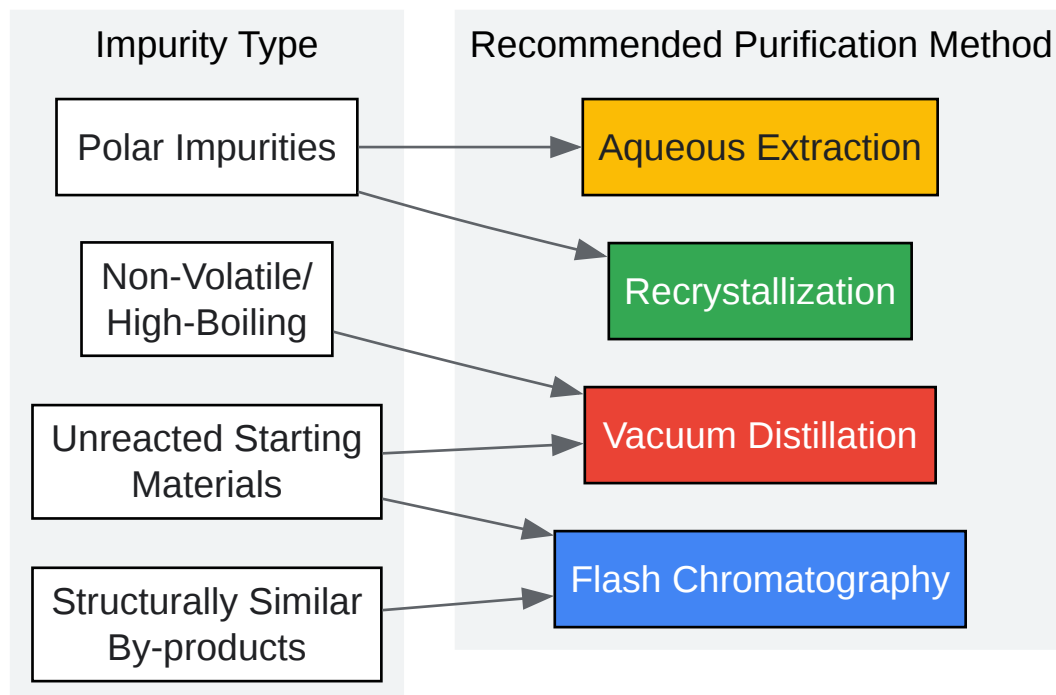 Impurity Type
Polar Impurities
Non-Volatile/
High-Boiling
Unreacted Starting
Materials
Structurally Similar
By-products
Recommended Purification Method
Aqueous Extraction
Recrystallization
Vacuum Distillation
Flash Chromatography